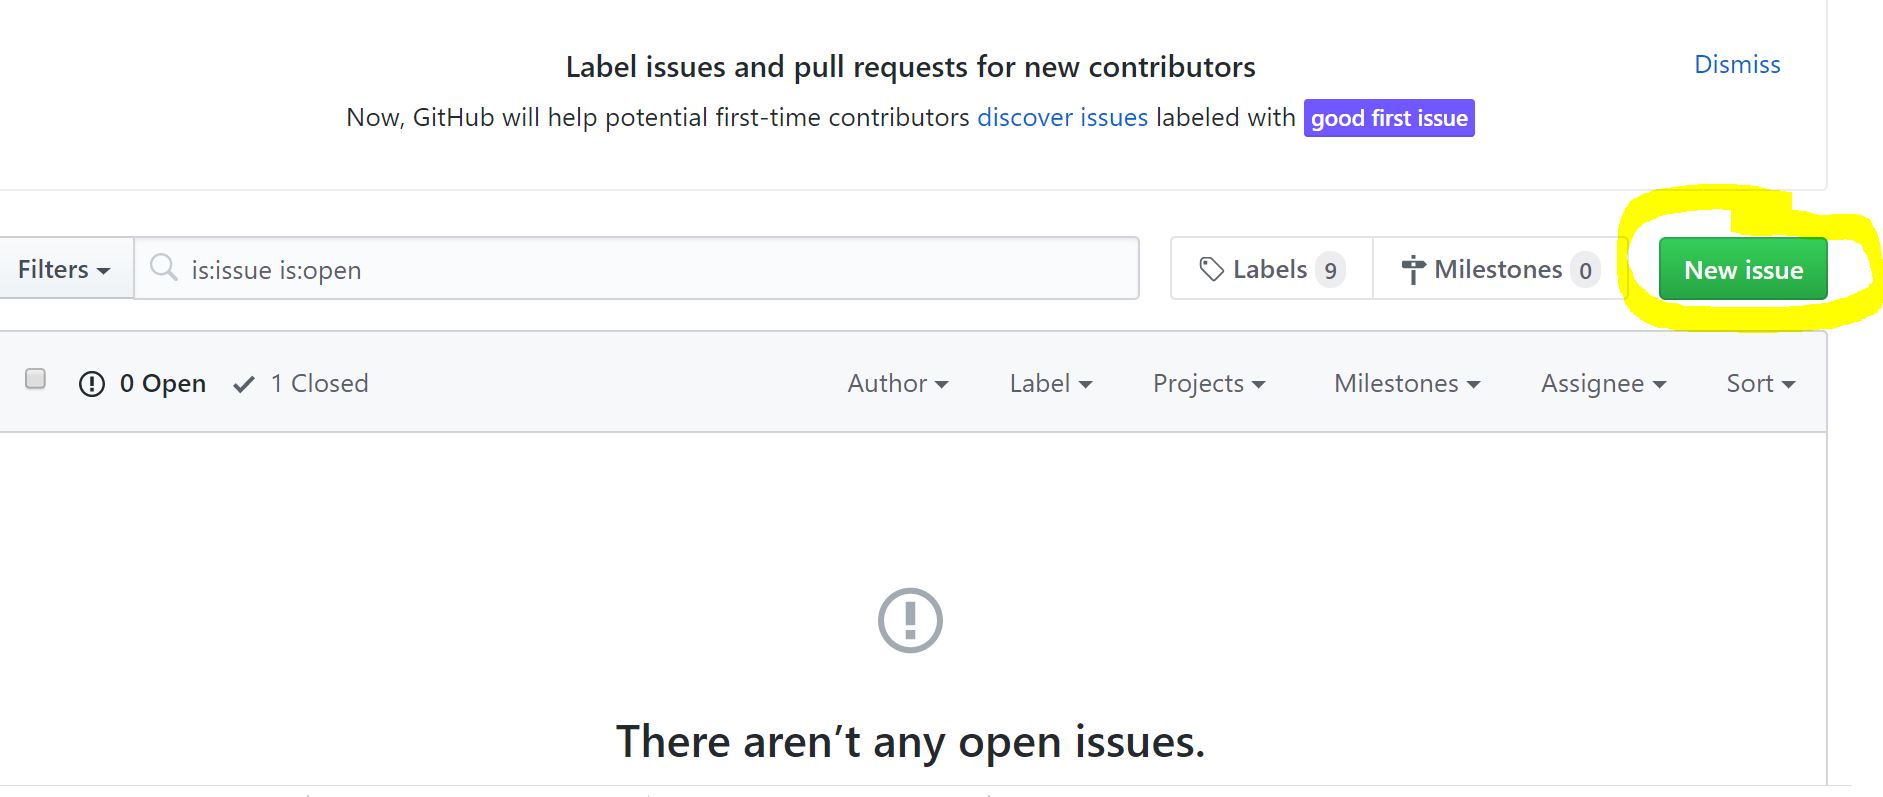 Label issues and pull requests for new contributors
Dismiss
Now, GitHub will help potential first-time contributors discover issues labeled with good first issue
Filters
is:issue is:open
Labels 9
Milestones 0
New issue
0 Open
1 Closed
Author
Label
Projects
Milestones
Assignee
Sort
There aren’t any open issues.